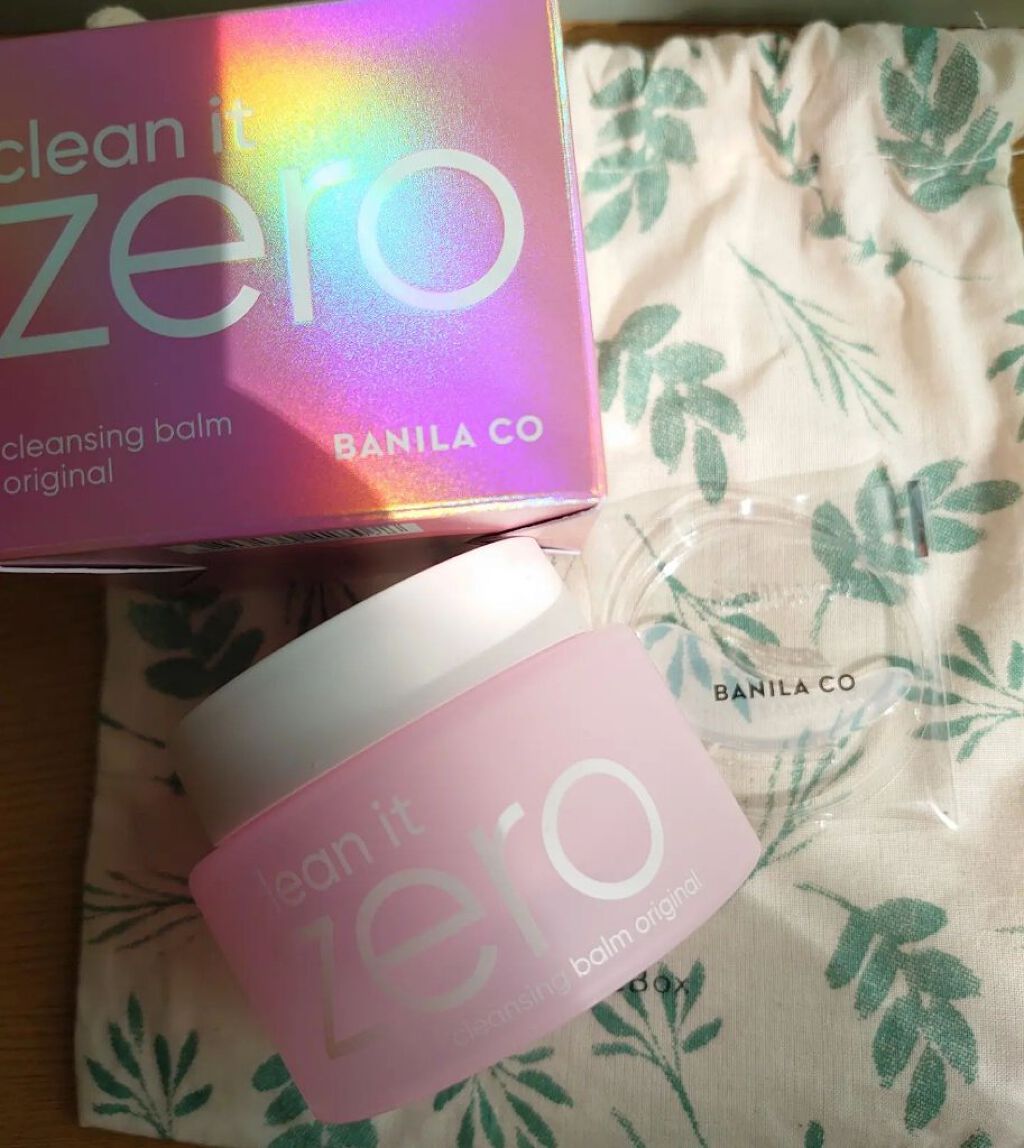 clean it
zero
cleansing balm
original
BANILA CO
BANILA CO
lean it
zero
cleansing balm original
Box